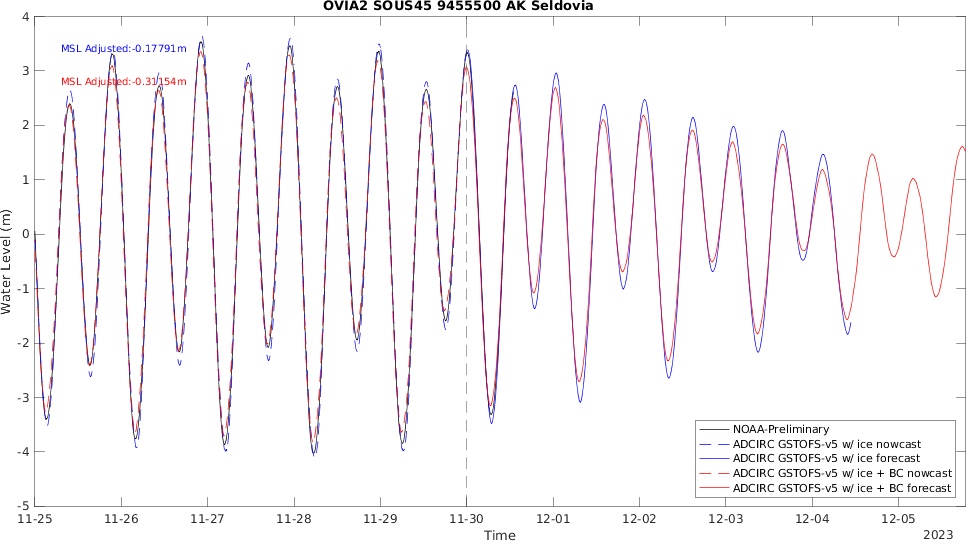 OVIA2 SOUS45 9455500 AK Seldovia
MSL Adjusted:-0.17791m
MSL Adjusted:-0.31154m
Water Level (m)
4
3
2
1
0
-1
-2
-3
-4
-5
NOAA-Preliminary
ADCIRC GSTOFS-v5 w/ ice nowcast
ADCIRC GSTOFS-v5 w/ ice forecast
ADCIRC GSTOFS-v5 w/ ice + BC nowcast
ADCIRC GSTOFS-v5 w/ ice + BC forecast
11-25 11-26 11-27 11-28 11-29 11-30 12-01 12-02 12-03 12-04 12-05
Time
2023